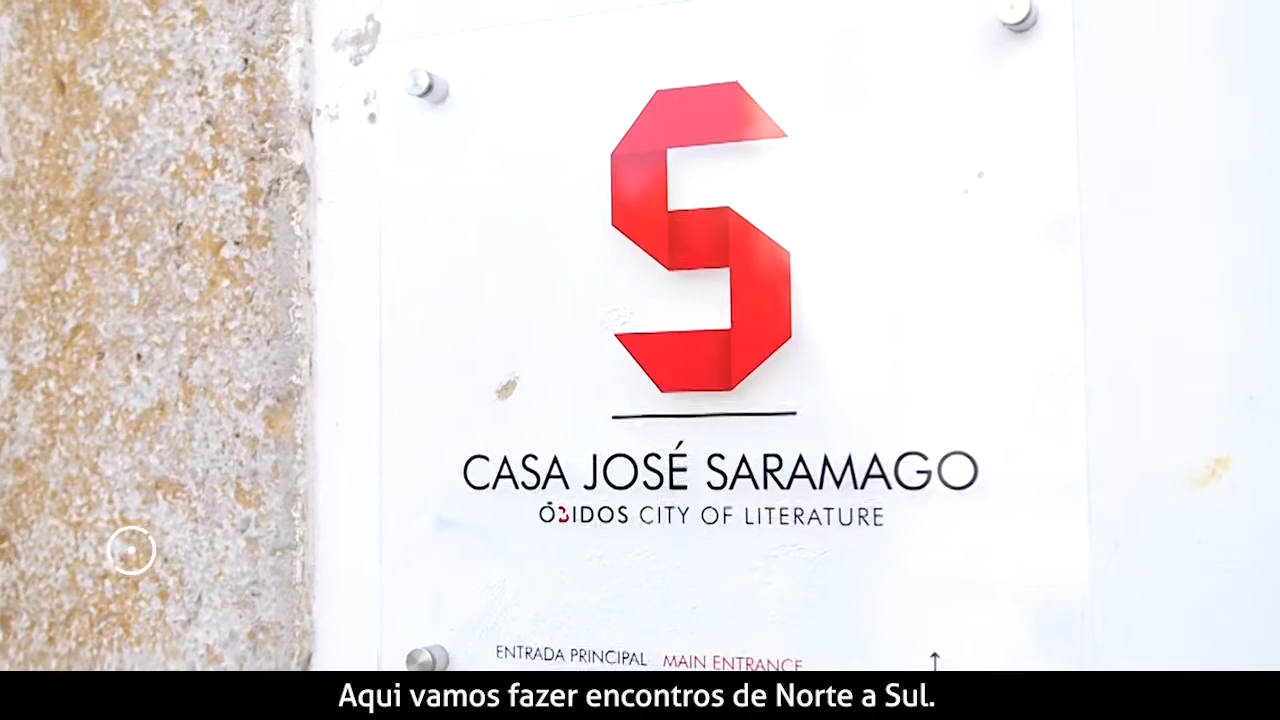 S
CASA JOSÉ SARAMAGO
ÓBIDOS CITY OF LITERATURE
ENTRADA PRINCIPAL MAIN ENTRANCE ↑
Aqui vamos fazer encontros de Norte a Sul.